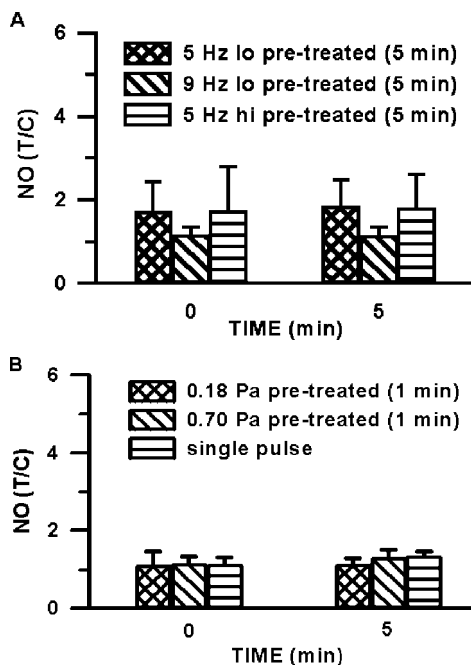 A
6
4
2
0
NO (T/C)
5 Hz lo pre-treated (5 min)
9 Hz lo pre-treated (5 min)
5 Hz hi pre-treated (5 min)
0 5
TIME (min)
B
6
4
2
0
NO (T/C)
0.18 Pa pre-treated (1 min)
0.70 Pa pre-treated (1 min)
single pulse
0 5
TIME (min)